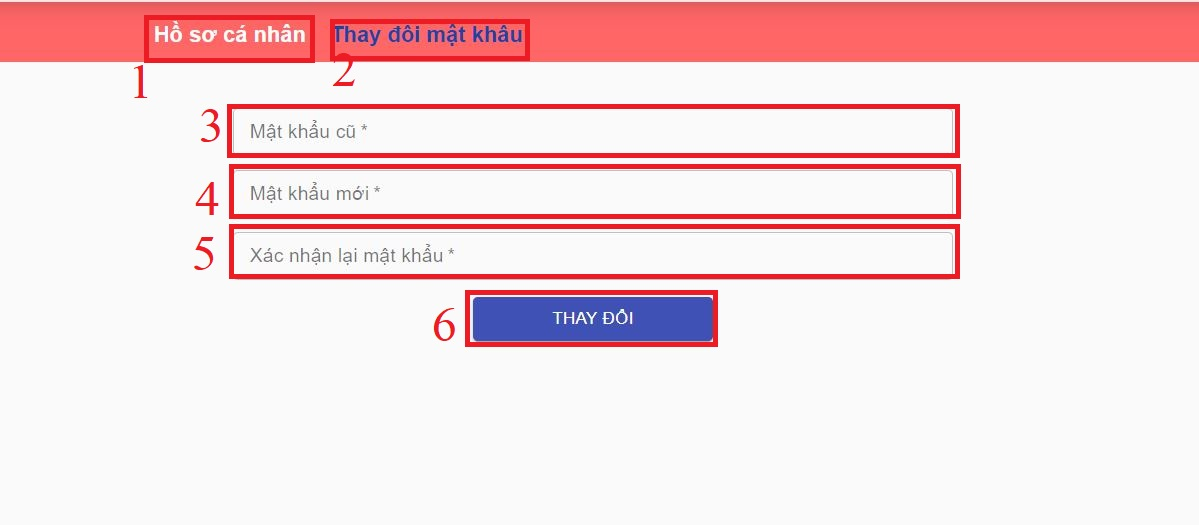 Hồ sơ cá nhân Thay đổi mật khẩu
1 2
3 Mật khẩu cũ *
4 Mật khẩu mới *
5 Xác nhận lại mật khẩu *
6 THAY ĐỔI